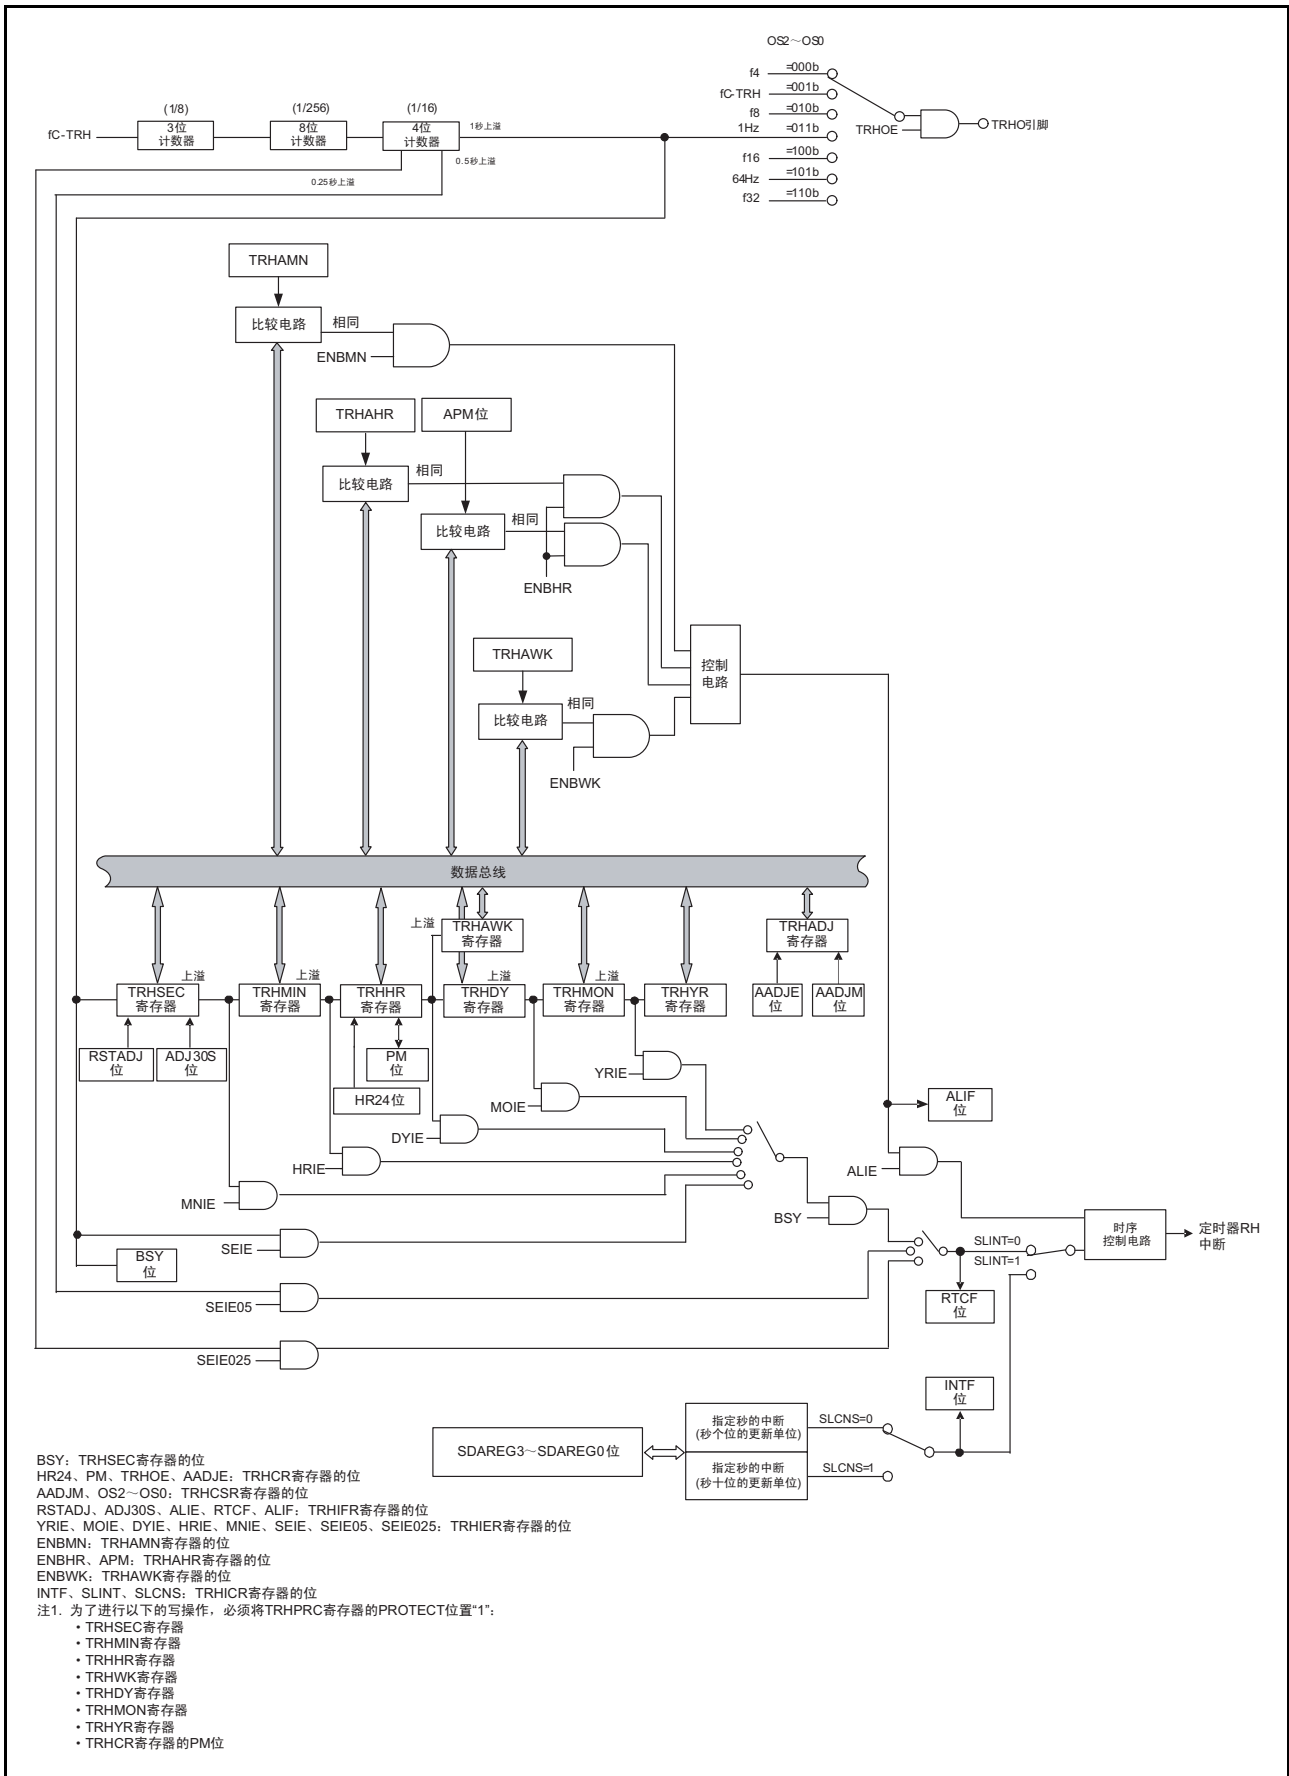 OS2～OS0
f4 =000b
fC-TRH =001b
f8 =010b
1Hz =011b
f16 =100b
64Hz =101b
f32 =110b
TRHOE
TRHO引脚
fC-TRH
(1/8)
3位
计数器
(1/256)
8位
计数器
(1/16)
4位
计数器
1秒上溢
0.5秒上溢
0.25秒上溢
TRHAMN
比较电路
相同
ENBMN
TRHAHR
APM位
比较电路
相同
比较电路
相同
ENBHR
TRHAWK
比较电路
相同
ENBWK
控制
电路
数据总线
上溢
TRHAWK
寄存器
TRHADJ
寄存器
上溢
上溢
上溢
上溢
TRHSEC
寄存器
TRHMIN
寄存器
TRHHR
寄存器
TRHDY
寄存器
TRHMON
寄存器
TRHYR
寄存器
AADJE
位
AADJM
位
RSTADJ
位
ADJ30S
位
PM
位
HR24位
YRIE
MOIE
DYIE
HRIE
MNIE
SEIE
BSY
位
SEIE05
SEIE025
BSY
ALIF
位
ALIE
SLINT=0
SLINT=1
RTCF
位
时序
控制电路
定时器RH
中断
INTF
位
SDAREG3～SDAREG0位
指定秒的中断
(秒个位的更新单位)
指定秒的中断
(秒十位的更新单位)
SLCNS=0
SLCNS=1
BSY：TRHSEC寄存器的位
HR24、PM、TRHOE、AADJE：TRHCR寄存器的位
AADJM、OS2～OS0：TRHCSR寄存器的位
RSTADJ、ADJ30S、ALIE、RTCF、ALIF：TRHIFR寄存器的位
YRIE、MOIE、DYIE、HRIE、MNIE、SEIE、SEIE05、SEIE025：TRHIER寄存器的位
ENBMN：TRHAMN寄存器的位
ENBHR、APM：TRHAHR寄存器的位
ENBWK：TRHAWK寄存器的位
INTF、SLINT、SLCNS：TRHICR寄存器的位
注1. 为了进行以下的写操作，必须将TRHPRC寄存器的PROTECT位置“1”：
・TRHSEC寄存器
・TRHMIN寄存器
・TRHHR寄存器
・TRHWK寄存器
・TRHDY寄存器
・TRHMON寄存器
・TRHYR寄存器
・TRHCR寄存器的PM位